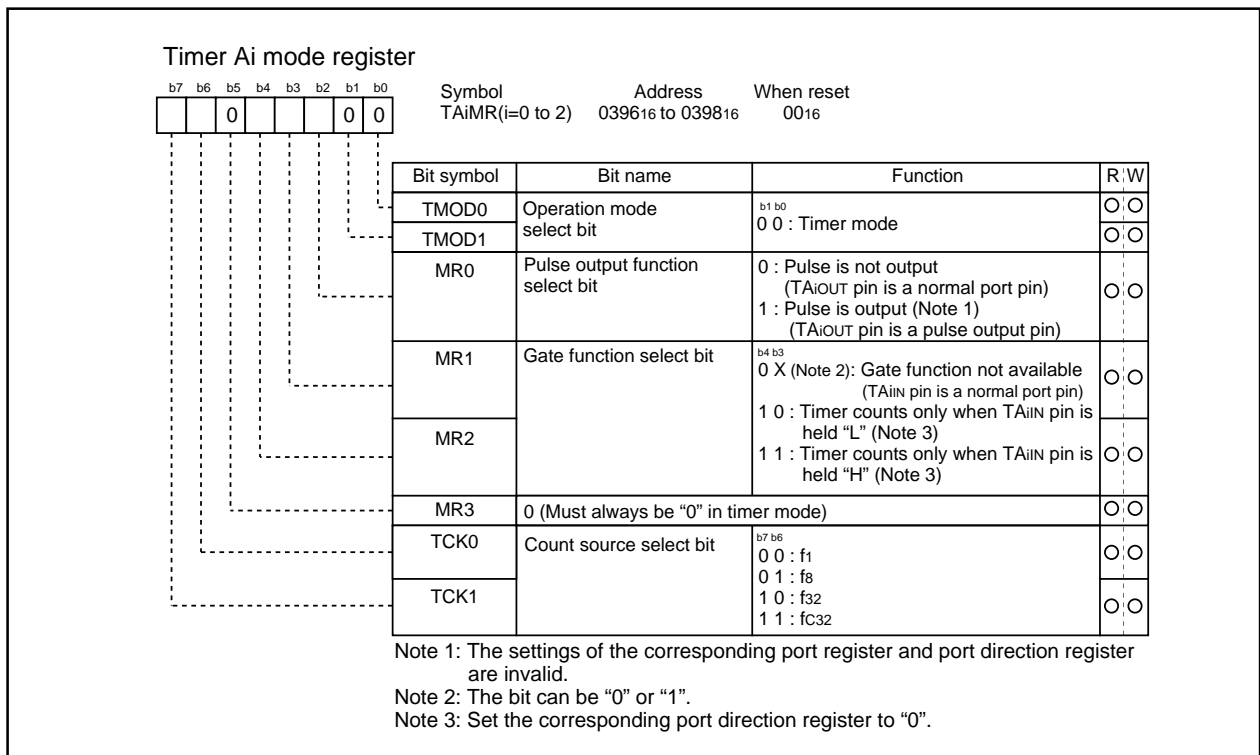 Timer Ai mode register
b7 b6 b5 b4 b3 b2 b1 b0
0 0 0
Symbol Address When reset
TAiMR(i=0 to 2) 039616 to 039816 0016
Bit symbol Bit name Function R W
TMOD0 Operation mode select bit b1 b0
0 0 : Timer mode
TMOD1
MR0 Pulse output function select bit 0 : Pulse is not output
(TAiOUT pin is a normal port pin)
1 : Pulse is output (Note 1)
(TAiOUT pin is a pulse output pin)
MR1 Gate function select bit b4 b3
0 X (Note 2): Gate function not available
(TAiIN pin is a normal port pin)
1 0 : Timer counts only when TAiIN pin is
held “L” (Note 3)
MR2
1 1 : Timer counts only when TAiIN pin is
held “H” (Note 3)
MR3 0 (Must always be “0” in timer mode)
TCK0 Count source select bit b7 b6
0 0 : f1
0 1 : f8
TCK1
1 0 : f32
1 1 : fC32
Note 1: The settings of the corresponding port register and port direction register
are invalid.
Note 2: The bit can be “0” or “1”.
Note 3: Set the corresponding port direction register to “0”.